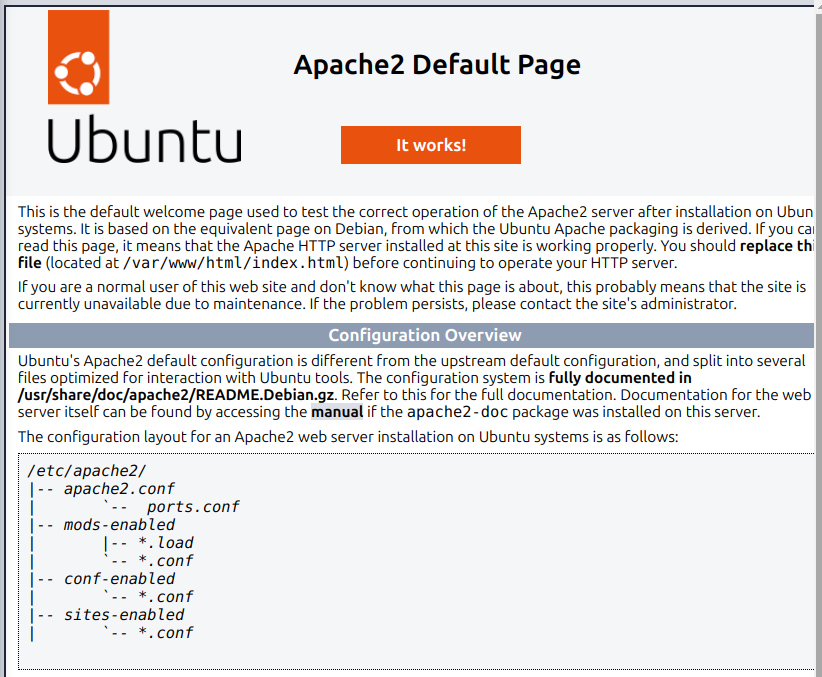 Apache2 Default Page
Ubuntu
It works!
This is the default welcome page used to test the correct operation of the Apache2 server after installation on
systems. It is based on the equivalent page on Debian, from which the Ubuntu Apache packaging is derived. If you
read this page, it means that the Apache HTTP server installed at this site is working properly. You should replace
file (located at /var/www/html/index.html) before continuing to operate your HTTP server.
If you are a normal user of this web site and don't know what this page is about, this probably means that the site is
currently unavailable due to maintenance. If the problem persists, please contact the site's administrator.
Configuration Overview
Ubuntu's Apache2 default configuration is different from the upstream default configuration, and split into several
files optimized for interaction with Ubuntu tools. The configuration system is fully documented in
/usr/share/doc/apache2/README.Debian.gz. Refer to this for the full documentation. Documentation for the web
server itself can be found by accessing the manual if the apache2-doc package was installed on this server.
The configuration layout for an Apache2 web server installation on Ubuntu systems is as follows:
/etc/apache2/
|-- apache2.conf
|       `--  ports.conf
|-- mods-enabled
|       |-- *.load
|       `-- *.conf
|-- conf-enabled
|       `-- *.conf
|-- sites-enabled
|       `-- *.conf